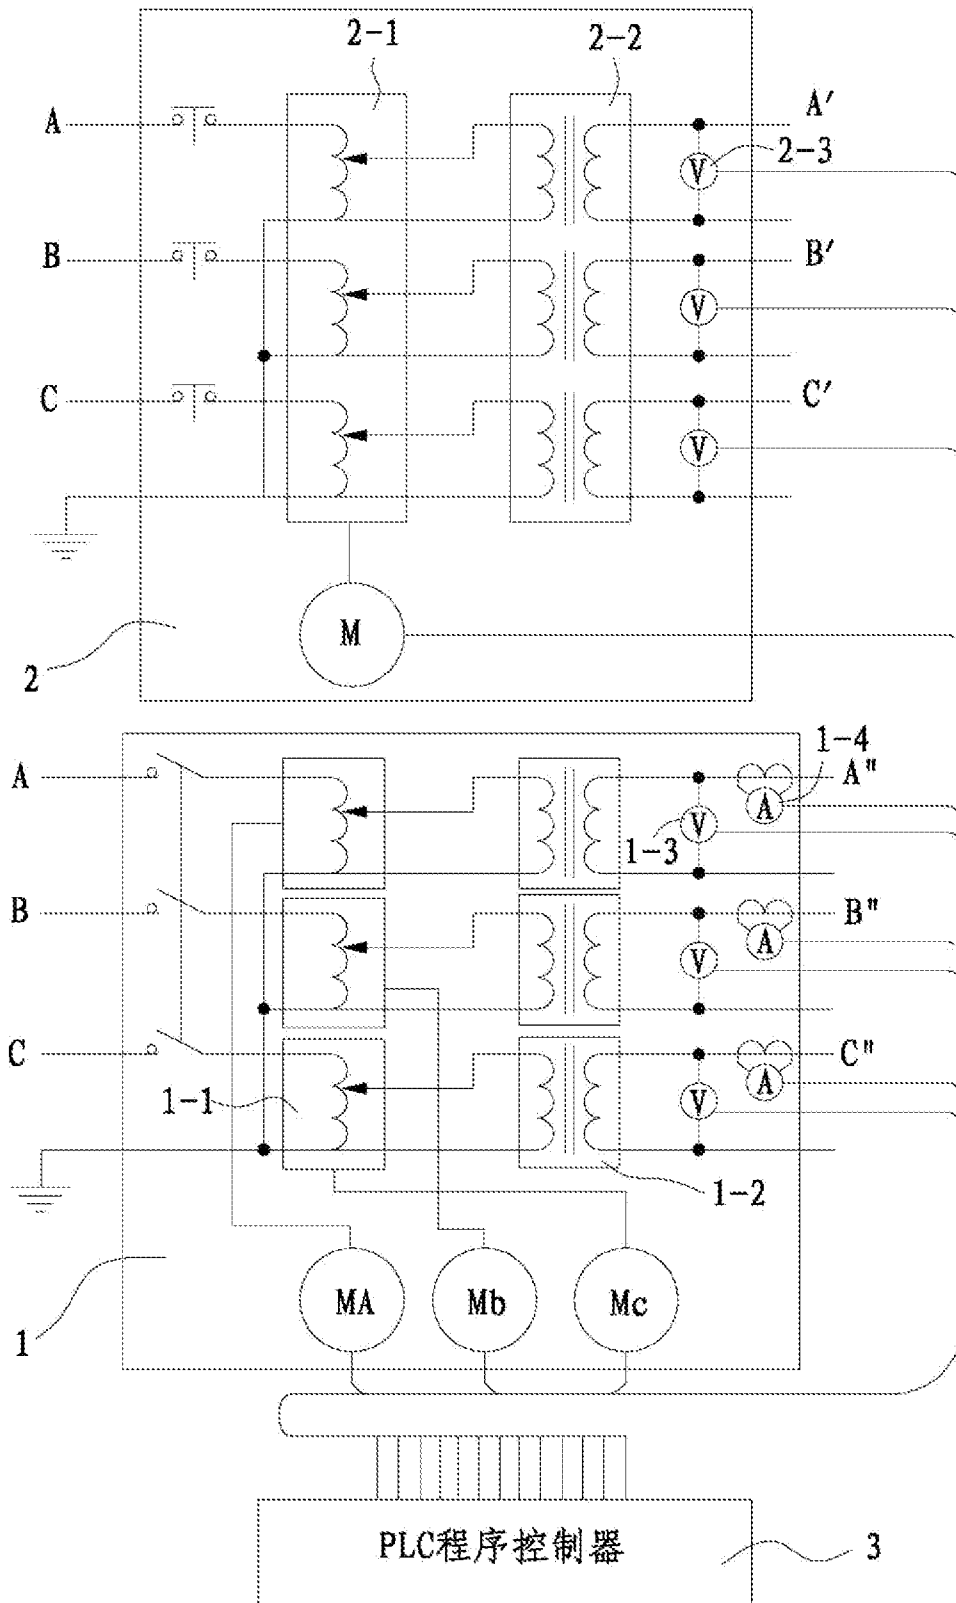 2-1
2-2
A
A′
V
2-3
B
B′
V
C
C′
V
M
2
1-4
A
A"
A
V
1-3
B
B"
A
V
C
C"
A
V
1-1
1-2
MA
Mb
Mc
1
PLC程序控制器
3